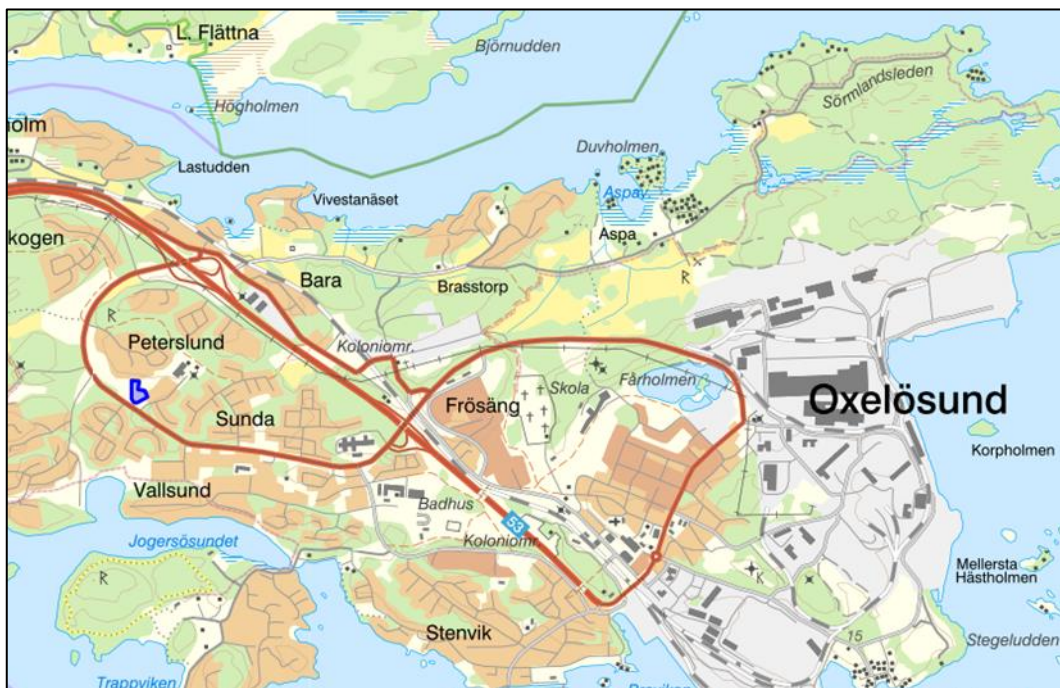 L. Flättna
Björnudden
Högholmen
Sörmlandsleden
olm
Lastudden
Duvholmen
Aspav
Vivestanäset
kogen
Aspa
R
Bara
Brasstorp
R
Peterslund
Koloniomr.
Skola
Fårholmen
Frösäng
Oxelösund
Sunda
Korpholmen
Vallsund
Badhus
53
Jogersösundet
Koloniomr.
Mellersta
Hästholmen
R
K
Stenvik
15
Stegeludden
Trappviken